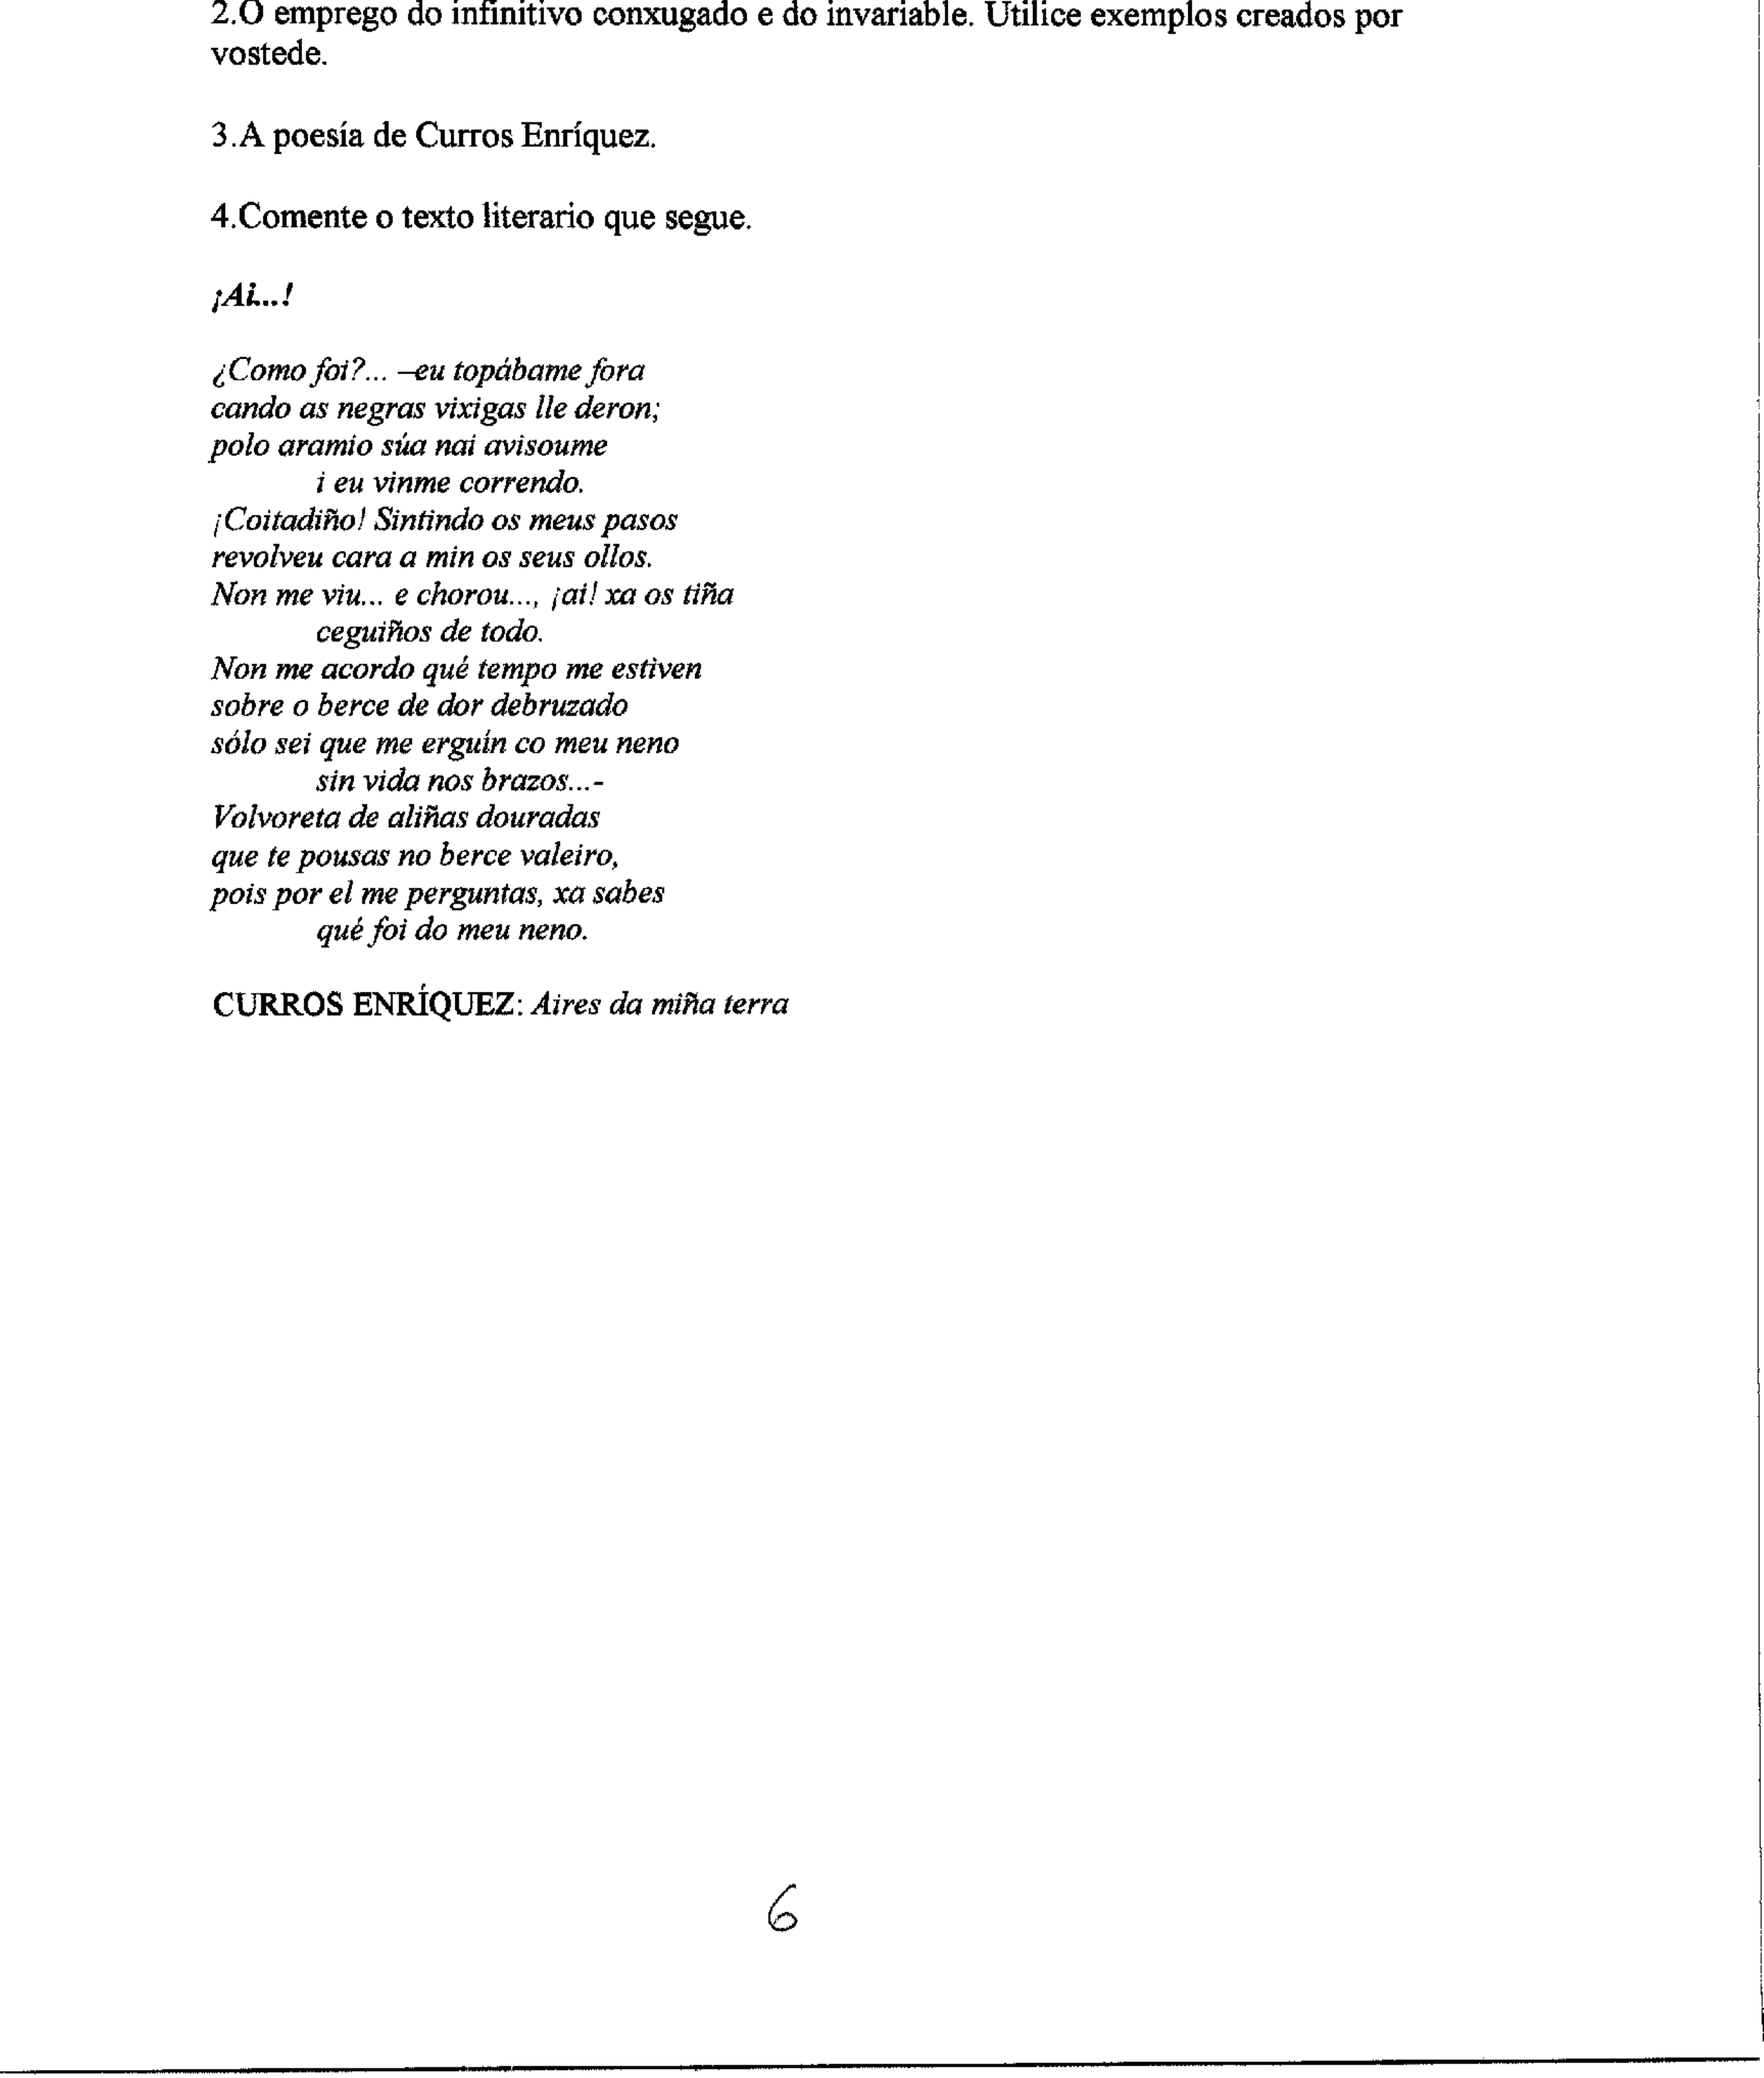 2.O emprego do infinitivo conxugado e do invariable. Utilice exemplos creados por
vostede.
3.A poesía de Curros Enríquez.
4.Comente o texto literario que segue.
¡Ai...!
¿Como foi?... –eu topábame fora
cando as negras vixigas lle deron;
polo aramio súa nai avisoume
i eu vinme correndo.
¡Coitadiño! Sintindo os meus pasos
revolveu cara a min os seus ollos.
Non me viu... e chorou..., ¡ai! xa os tiña
ceguiños de todo.
Non me acordo qué tempo me estiven
sobre o berce de dor debruzado
sólo sei que me erguín co meu neno
sin vida nos brazos...-
Volvoreta de aliñas douradas
que te pousas no berce valeiro,
pois por el me perguntas, xa sabes
qué foi do meu neno.
CURROS ENRÍQUEZ: Aires da miña terra
6